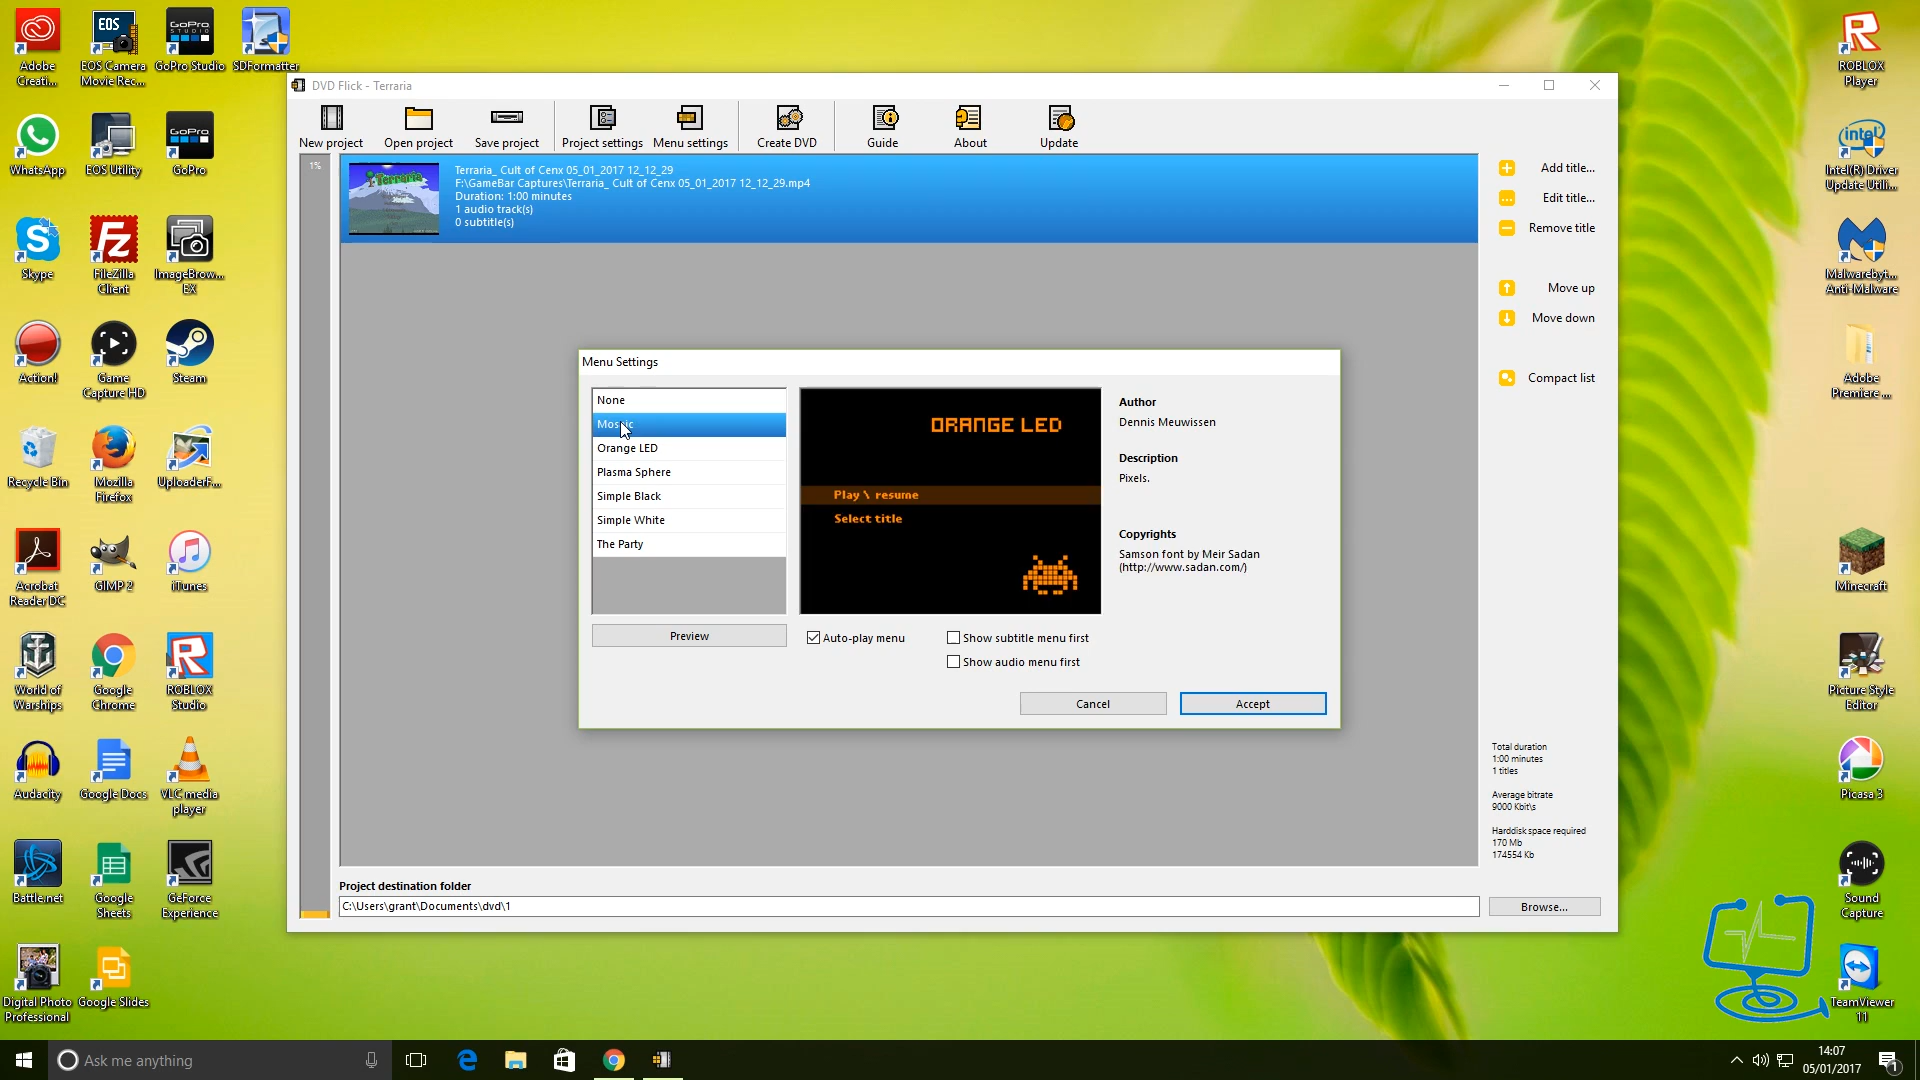 Adobe
Creati...
EOS
EOS Camera
Movie Rec...
GoPro
STUDIO
GoPro Studio
SDFormatter
WhatsApp
EOS Utility
GoPro
GoPro
Skype
FileZilla
Client
ImageBrow...
EX
Action!
Game
Capture HD
Steam
Recycle Bin
Mozilla
Firefox
UploaderF...
Acrobat
Reader DC
GIMP 2
iTunes
World of
Warships
Google
Chrome
ROBLOX
Studio
Audacity
Google Docs
VLC media
player
Battle.net
Google
Sheets
GeForce
Experience
Digital Photo
Professional
Google Slides
DVD Flick - Terraria
New project
Open project
Save project
Project settings
Menu settings
Create DVD
Guide
About
Update
1%
Terraria_ Cult of Cenx 05_01_2017 12_12_29
F:\GameBar Captures\Terraria_ Cult of Cenx 05_01_2017 12_12_29.mp4
Duration: 1:00 minutes
1 audio track(s)
0 subtitle(s)
Terraria
Add title...
Edit title...
Remove title
Move up
Move down
Compact list
Menu Settings
None
Mosaic
Orange LED
Plasma Sphere
Simple Black
Simple White
The Party
Preview
ORANGE LED
Play \ resume
Select title
Author
Dennis Meuwissen
Description
Pixels.
Copyrights
Samson font by Meir Sadan
(http://www.sadan.com/)
Auto-play menu
Show subtitle menu first
Show audio menu first
Cancel
Accept
Total duration
1:00 minutes
1 titles
Average bitrate
9000 Kbit\s
Harddisk space required
170 Mb
174554 Kb
Project destination folder
C:\Users\grant\Documents\dvd\1
Browse...
ROBLOX
Player
intel
Intel(R) Driver
Update Utili...
Malwarebyt...
Anti-Malware
Adobe
Premiere ...
Minecraft
Picture Style
Editor
Picasa 3
Sound
Capture
TeamViewer
11
Ask me anything
14:07
05/01/2017
1